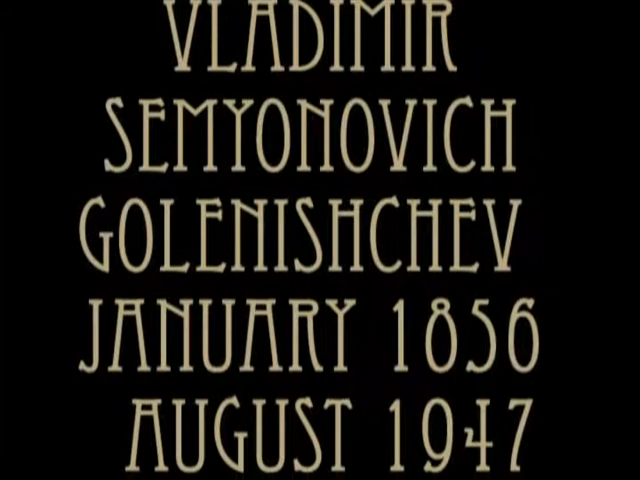 VLADIMIR
SEMYONOVICH
GOLENISHCHEV
JANUARY 1856
AUGUST 1947